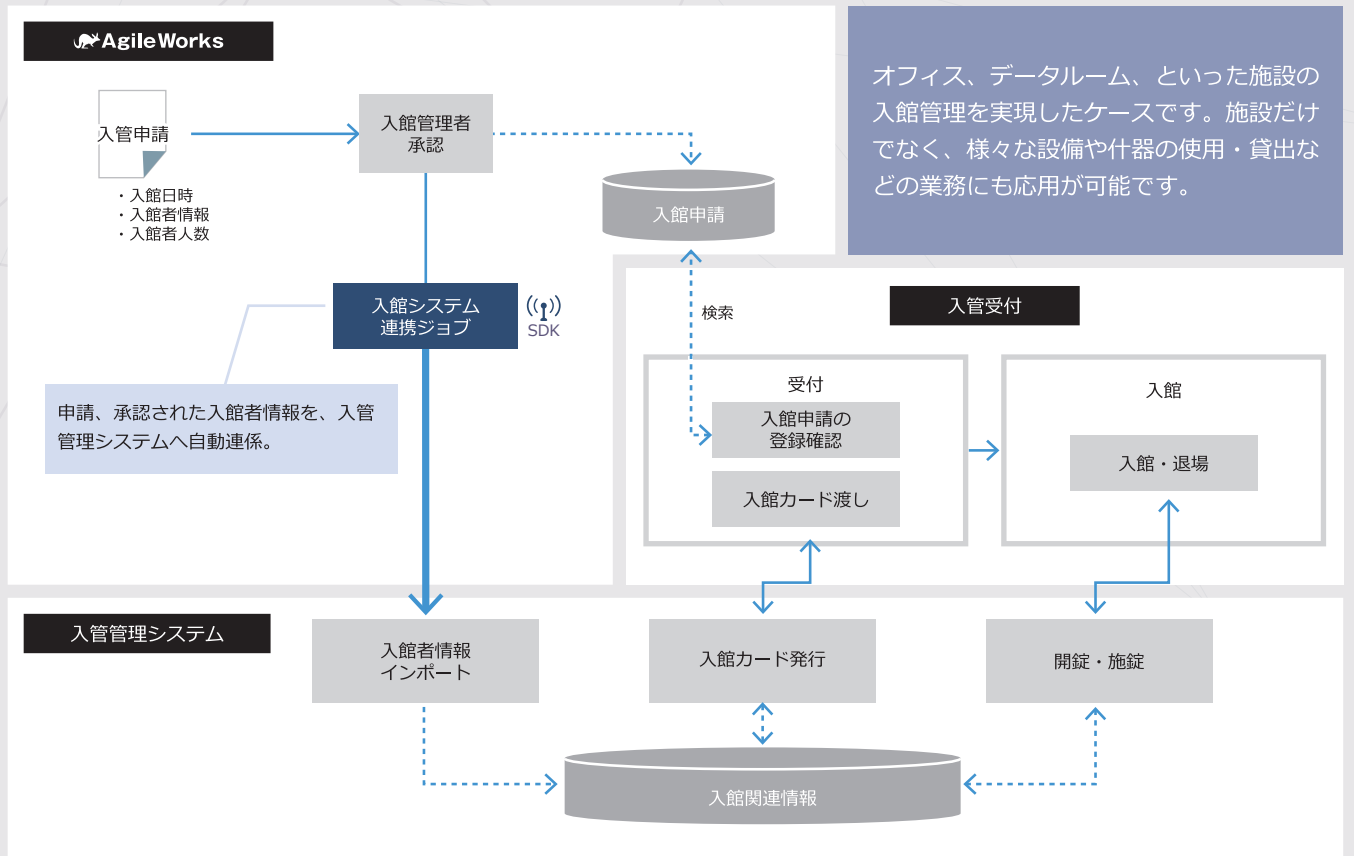 AgileWorks
オフィス、データルーム、といった施設の
入館管理を実現したケースです。施設だけ
でなく、様々な設備や什器の使用・貸出な
どの業務にも応用が可能です。
入管申請
・入館日時
・入館者情報
・入館者人数
入館管理者
承認
入館申請
入館システム
連携ジョブ
SDK
申請、承認された入館者情報を、入管
管理システムへ自動連係。
検索
入管受付
受付
入館申請の
登録確認
入館カード渡し
入館
入館・退場
入管管理システム
入館者情報
インポート
入館カード発行
開錠・施錠
入館関連情報